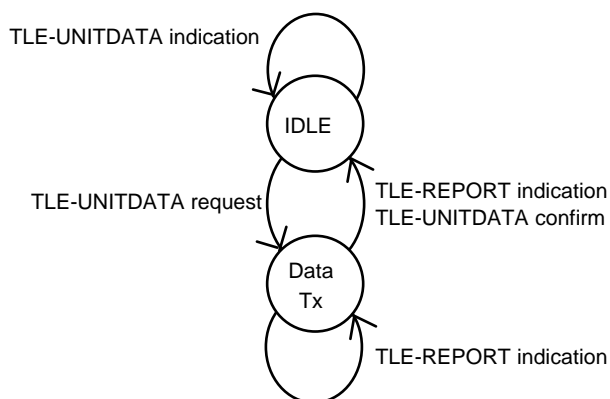 TLE-UNITDATA indication
IDLE
TLE-UNITDATA request
TLE-REPORT indication
TLE-UNITDATA confirm
Data
Tx
TLE-REPORT indication